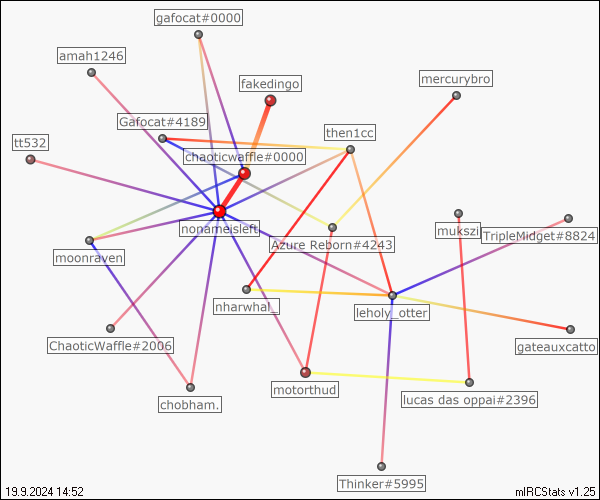 gafocat#0000
amah1246
fakedingo
mercurybro
Gafocat#4189
then1cc
tt532
chaoticwaffle#0000
nonameisleft
mukszi
TripleMidget#8824
Azure Reborn#4243
moonraven
nharwhal_
leholy_otter
ChaoticWaffle#2006
gateauxcatto
motorthud
chobham.
lucas das oppai#2396
Thinker#5995
19.9.2024 14:52
mIRCStats v1.25